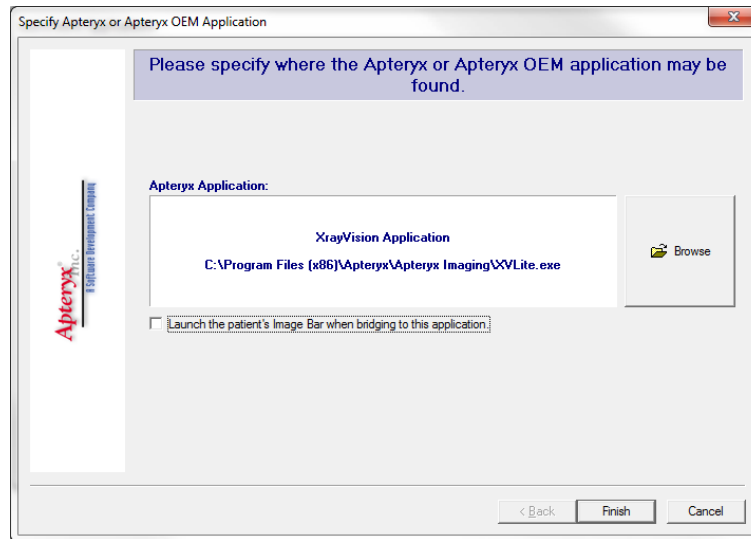 Specify Apteryx or Apteryx OEM Application
Please specify where the Apteryx or Apteryx OEM application may be
found.
Apteryx® Inc.
A Software Development Company
Apteryx Application:
XrayVision Application
C:\Program Files (x86)\Apteryx\Apteryx Imaging\XVLite.exe
Browse
Launch the patient's Image Bar when bridging to this application.
< Back
Finish
Cancel